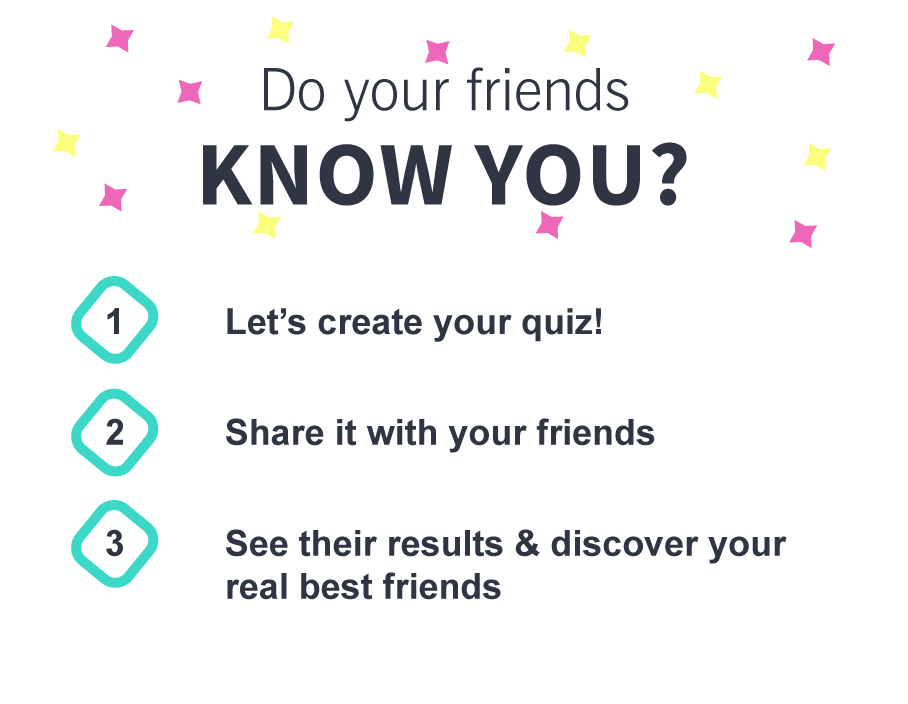 Do your friends
KNOW YOU?
1
Let’s create your quiz!
2
Share it with your friends
3
See their results & discover your
real best friends